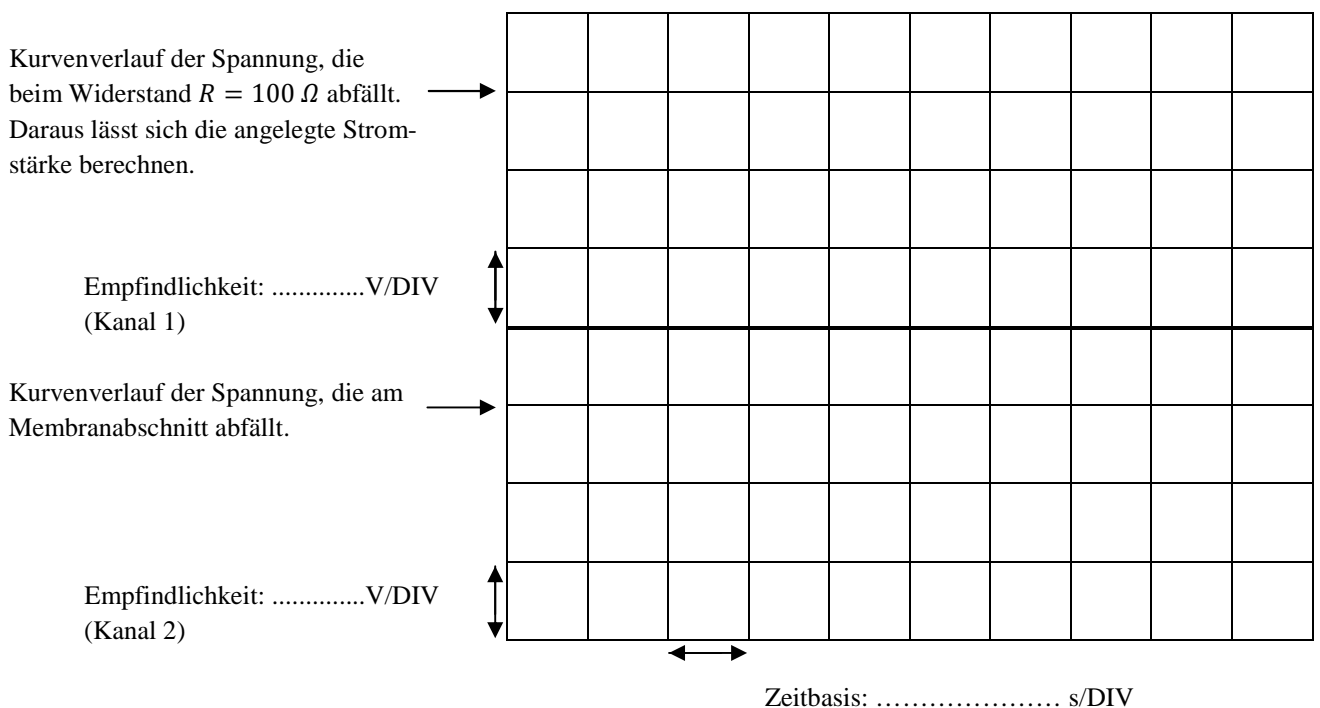 Kurvenverlauf der Spannung, die
beim Widerstand R = 100 Ω abfällt.
Daraus lässt sich die angelegte Strom-
stärke berechnen.
Empfindlichkeit: ..............V/DIV
(Kanal 1)
Kurvenverlauf der Spannung, die am
Membranabschnitt abfällt.
Empfindlichkeit: ..............V/DIV
(Kanal 2)
Zeitbasis: ………………… s/DIV